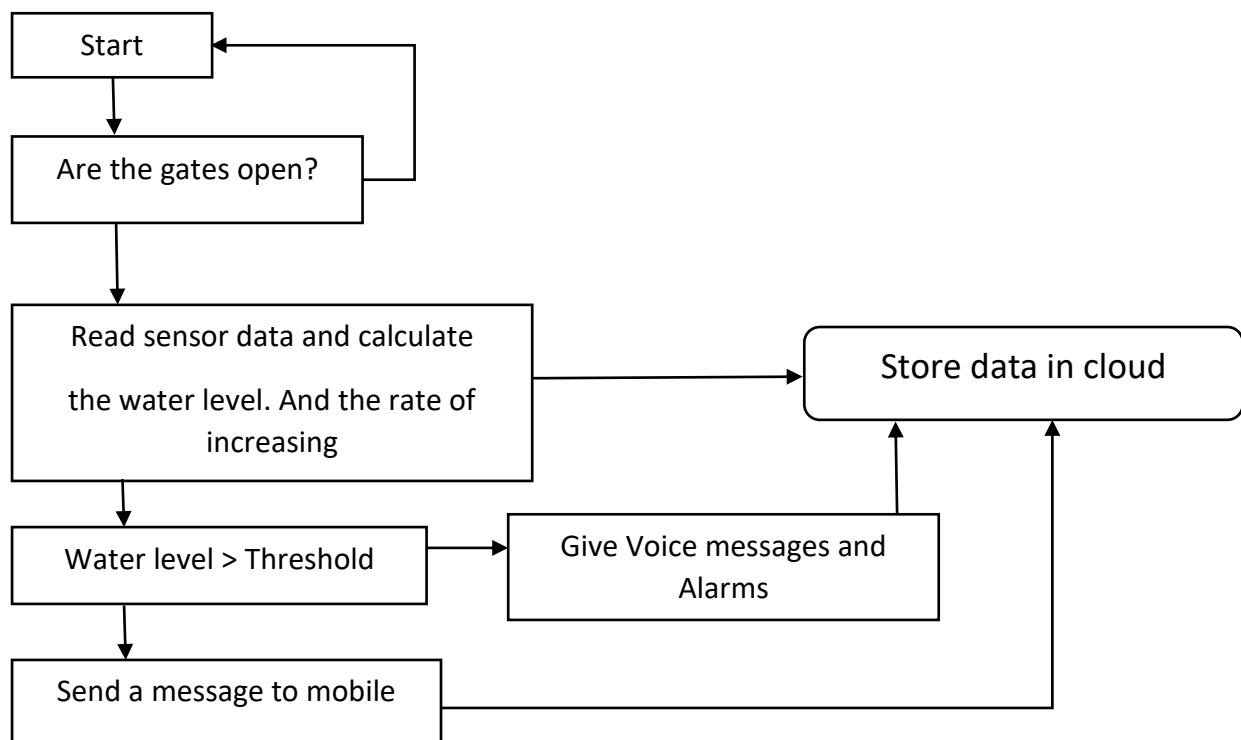 Start
Are the gates open?
Read sensor data and calculate
the water level. And the rate of
increasing
Store data in cloud
Water level > Threshold
Give Voice messages and
Alarms
Send a message to mobile